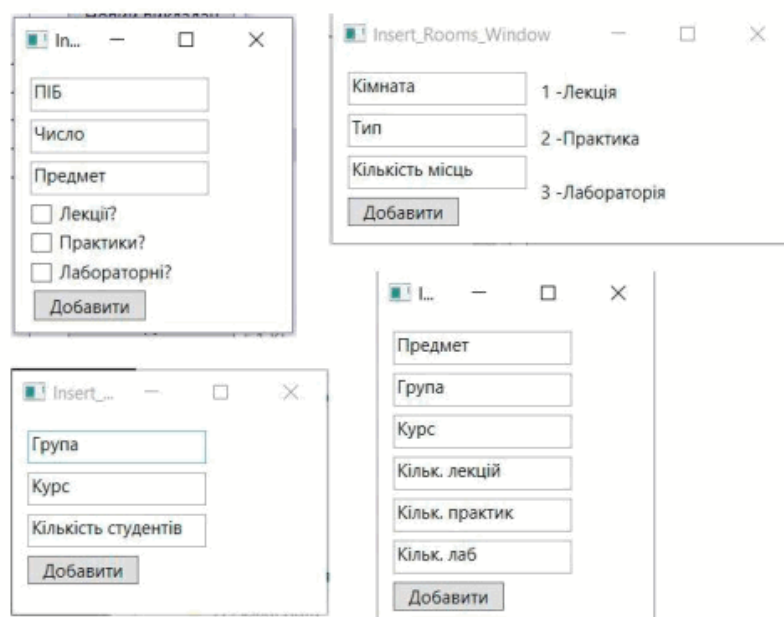 In...
ПІБ
Число
Предмет
Лекції?
Практики?
Лабораторні?
Добавити
Insert_Rooms_Window
Кімната
1 -Лекція
Тип
2 -Практика
Кількість місць
3 -Лабораторія
Добавити
Insert_...
Група
Курс
Кількість студентів
Добавити
I...
Предмет
Група
Курс
Кільк. лекцій
Кільк. практик
Кільк. лаб
Добавити